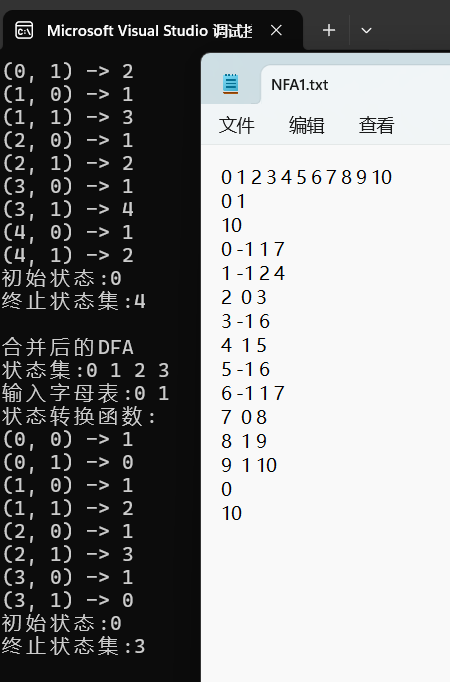 Microsoft Visual Studio 调试
(0, 1) -> 2
(1, 0) -> 1
(1, 1) -> 3
(2, 0) -> 1
(2, 1) -> 2
(3, 0) -> 1
(3, 1) -> 4
(4, 0) -> 1
(4, 1) -> 2
初始状态:0
终止状态集:4
合并后的DFA
状态集:0 1 2 3
输入字母表:0 1
状态转换函数:
(0, 0) -> 1
(0, 1) -> 0
(1, 0) -> 1
(1, 1) -> 2
(2, 0) -> 1
(2, 1) -> 3
(3, 0) -> 1
(3, 1) -> 0
初始状态:0
终止状态集:3
NFA1.txt
文件 编辑 查看
0 1 2 3 4 5 6 7 8 9 10
0 1
10
0 -1 1 7
1 -1 2 4
2 0 3
3 -1 6
4 1 5
5 -1 6
6 -1 1 7
7 0 8
8 1 9
9 1 10
0
10